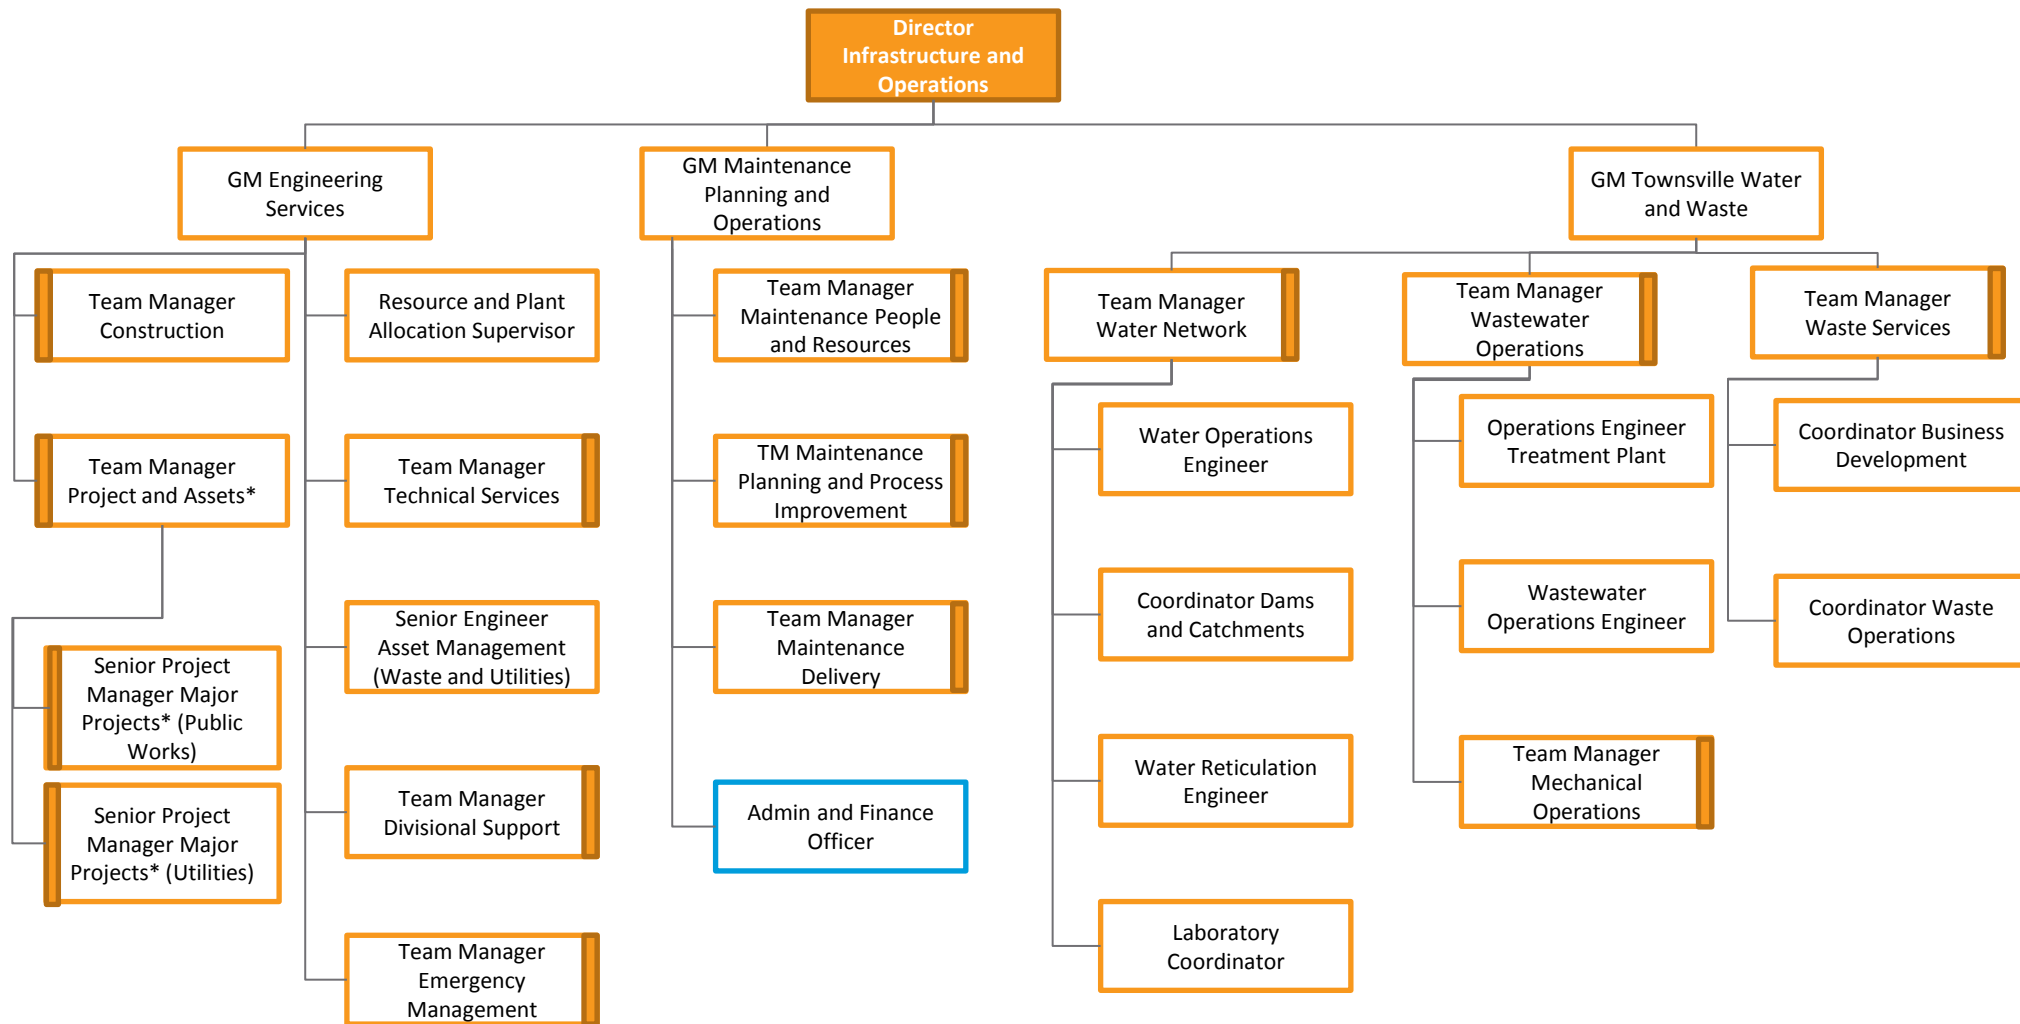 Director
Infrastructure and
Operations
GM Engineering
Services
GM Maintenance
Planning and
Operations
GM Townsville Water
and Waste
Team Manager
Construction
Resource and Plant
Allocation Supervisor
Team Manager
Project and Assets*
Team Manager
Technical Services
Senior Project
Manager Major
Projects* (Public
Works)
Senior Project
Manager Major
Projects* (Utilities)
Senior Engineer
Asset Management
(Waste and Utilities)
Team Manager
Divisional Support
Team Manager
Emergency
Management
Team Manager
Maintenance People
and Resources
TM Maintenance
Planning and Process
Improvement
Team Manager
Maintenance
Delivery
Admin and Finance
Officer
Team Manager
Water Network
Water Operations
Engineer
Coordinator Dams
and Catchments
Water Reticulation
Engineer
Laboratory
Coordinator
Team Manager
Wastewater
Operations
Operations Engineer
Treatment Plant
Wastewater
Operations Engineer
Team Manager
Mechanical
Operations
Team Manager
Waste Services
Coordinator Business
Development
Coordinator Waste
Operations